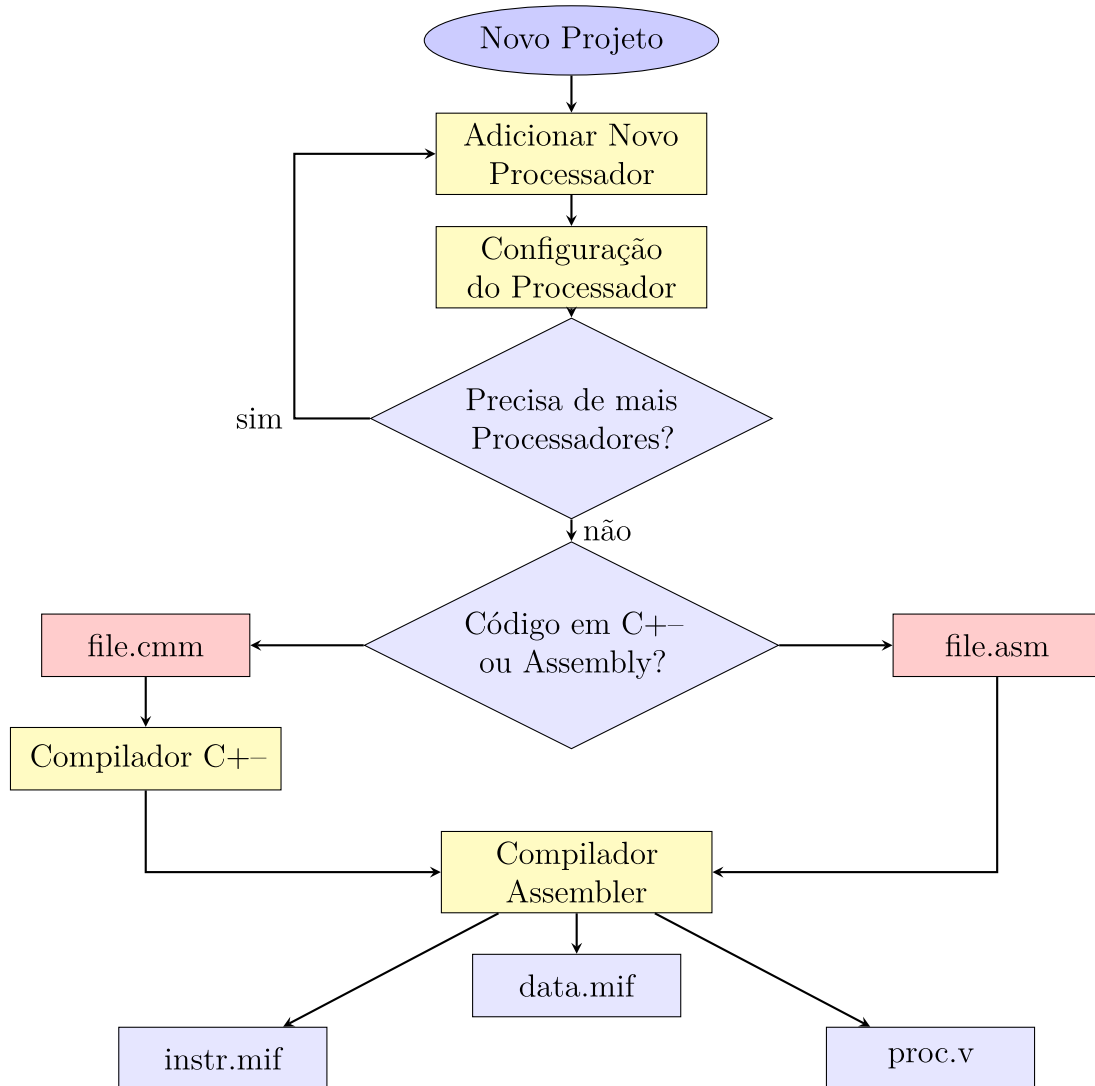 Novo Projeto
Adicionar Novo
Processador
Configuração
do Processador
Precisa de mais
Processadores?
sim
não
Código em C+–
ou Assembly?
file.cmm
file.asm
Compilador C+–
Compilador
Assembler
data.mif
instr.mif
proc.v